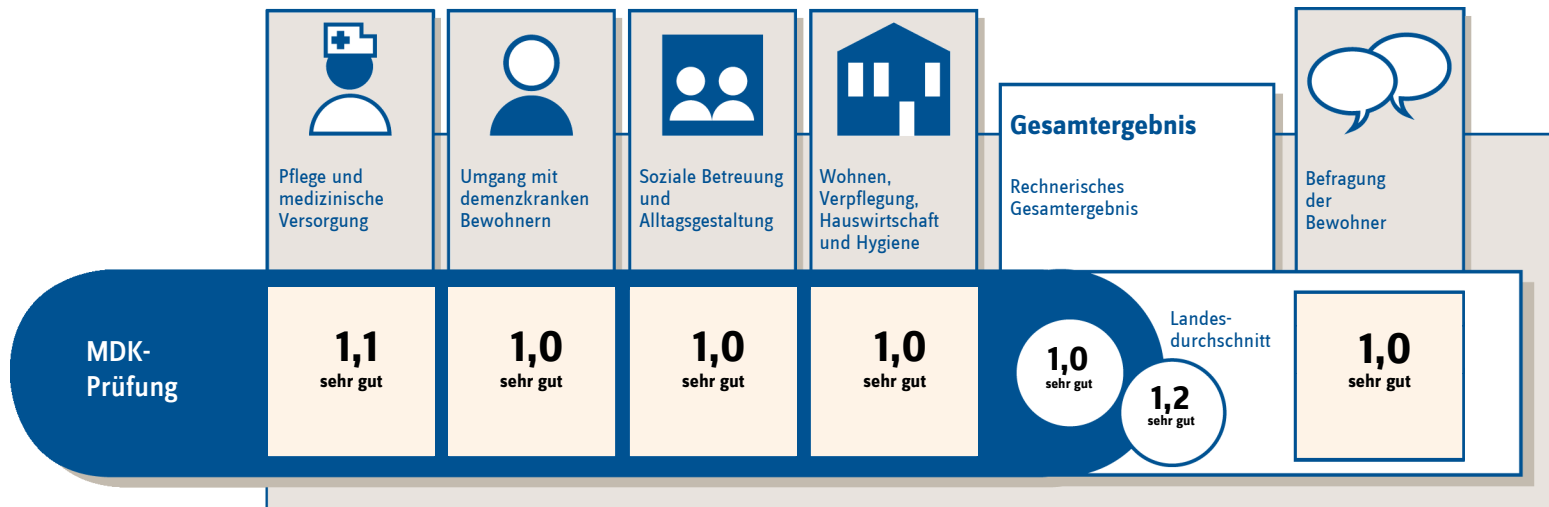 Pflege und
medizinische
Versorgung
Umgang mit
demenzkranken
Bewohnern
Soziale Betreuung
und
Alltagsgestaltung
Wohnen,
Verpflegung,
Hauswirtschaft
und Hygiene
Gesamtergebnis
Rechnerisches
Gesamtergebnis
Befragung
der
Bewohner
MDK-
Prüfung
1,1
sehr gut
1,0
sehr gut
1,0
sehr gut
1,0
sehr gut
1,0
sehr gut
Landes-
durchschnitt
1,2
sehr gut
1,0
sehr gut